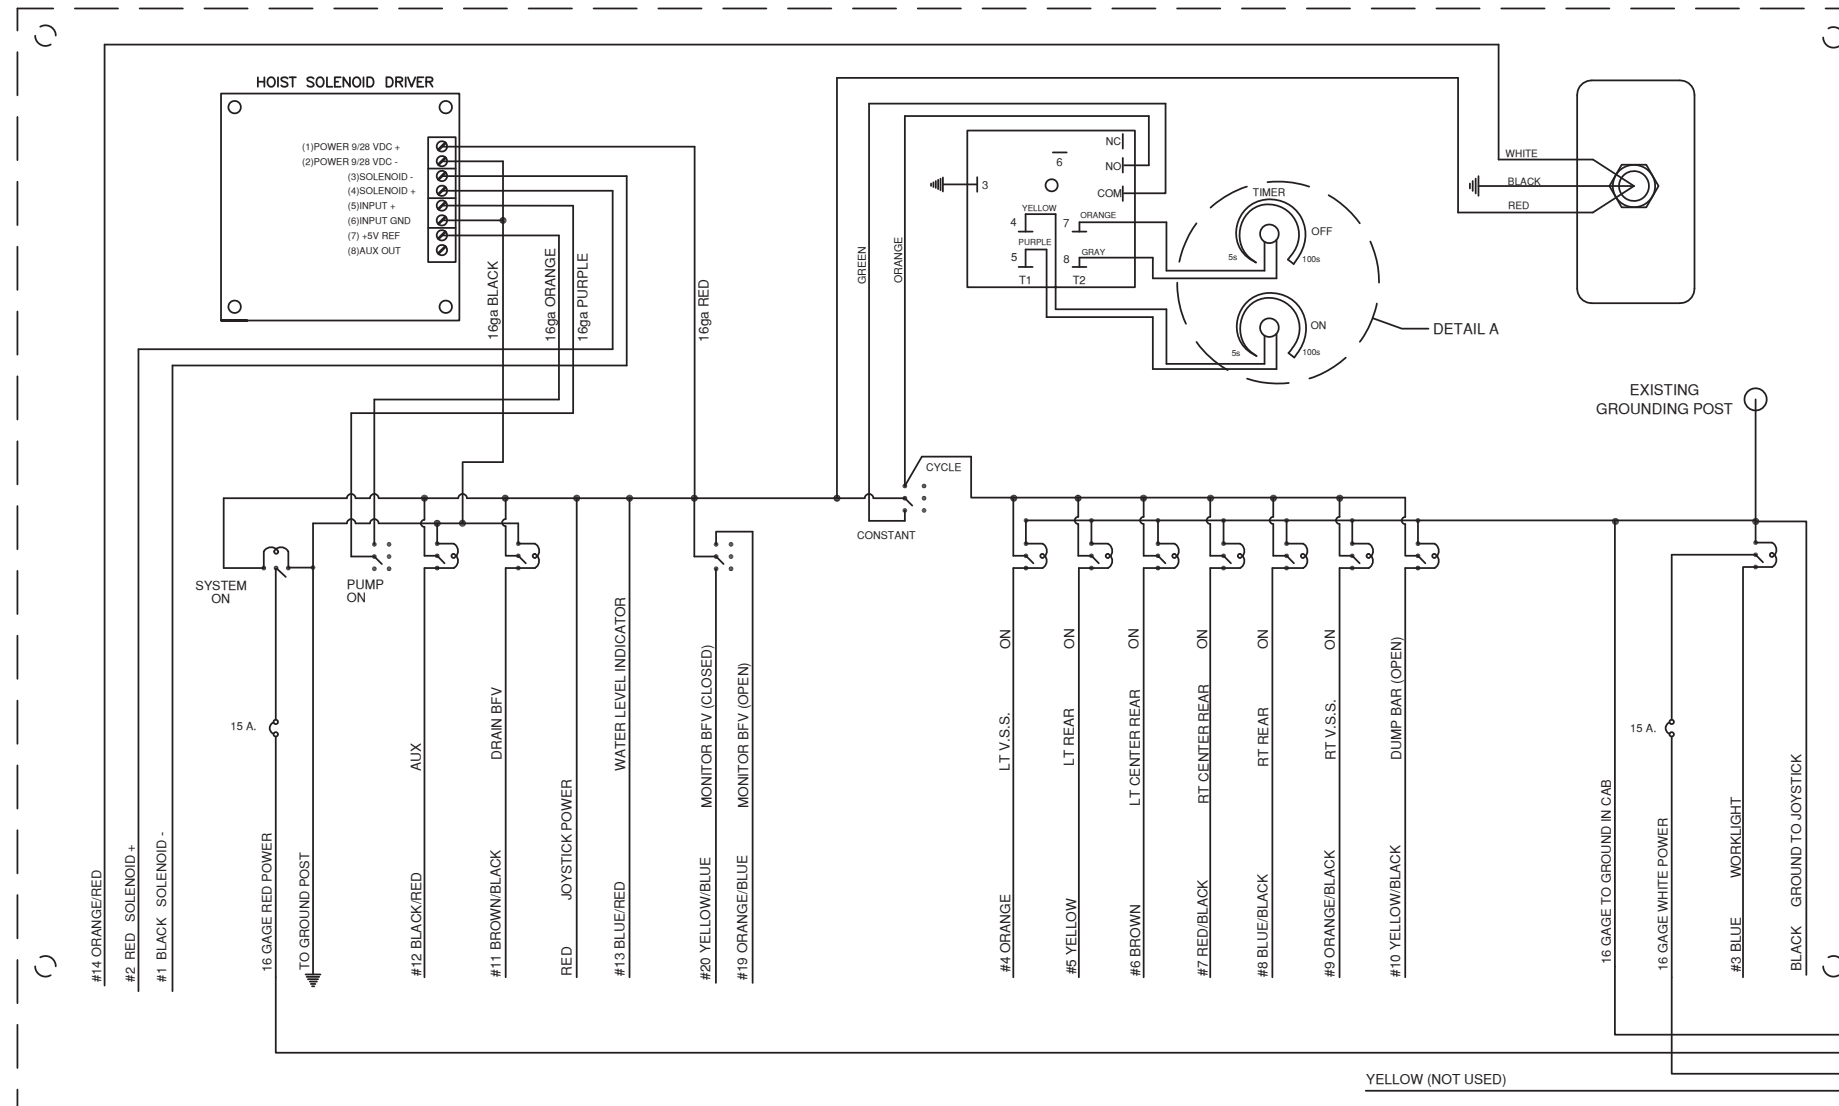 HOIST SOLENOID DRIVER
(1)POWER 9/28 VDC +
(2)POWER 9/28 VDC -
(3)SOLENOID -
(4)SOLENOID +
(5)INPUT +
(6)INPUT GND
(7) +5V REF
(8)AUX OUT
16ga BLACK
16ga ORANGE
16ga PURPLE
16ga RED
GREEN
ORANGE
NC
6
NO
3
COM
YELLOW
4
7
ORANGE
PURPLE
5
8
GRAY
T1
T2
TIMER
OFF
5s
100s
ON
5s
100s
DETAIL A
WHITE
BLACK
RED
EXISTING
GROUNDING POST
CYCLE
CONSTANT
SYSTEM
ON
PUMP
ON
15 A.
15 A.
#14 ORANGE/RED
#2 RED SOLENOID +
#1 BLACK SOLENOID -
16 GAGE RED POWER
TO GROUND POST
#12 BLACK/RED AUX
#11 BROWN/BLACK DRAIN BFV
RED JOYSTICK POWER
#13 BLUE/RED WATER LEVEL INDICATOR
#20 YELLOW/BLUE MONITOR BFV (CLOSED)
#19 ORANGE/BLUE MONITOR BFV (OPEN)
#4 ORANGE LT V.S.S. ON
#5 YELLOW LT REAR ON
#6 BROWN LT CENTER REAR ON
#7 RED/BLACK RT CENTER REAR ON
#8 BLUE/BLACK RT REAR ON
#9 ORANGE/BLACK RT V.S.S. ON
#10 YELLOW/BLACK DUMP BAR (OPEN)
16 GAGE TO GROUND IN CAB
16 GAGE WHITE POWER
#3 BLUE WORKLIGHT
BLACK GROUND TO JOYSTICK
YELLOW (NOT USED)